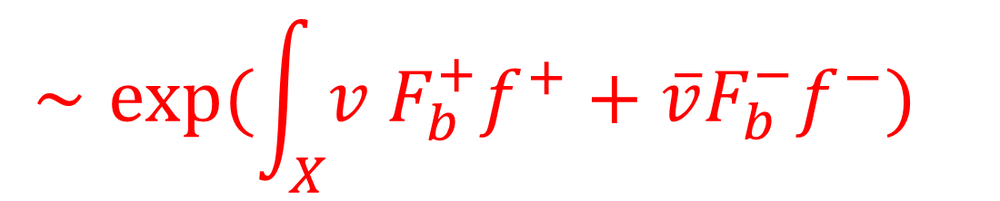 ~ exp(∫_X v F_b^+ f^+ + v̄ F_b^- f^-)